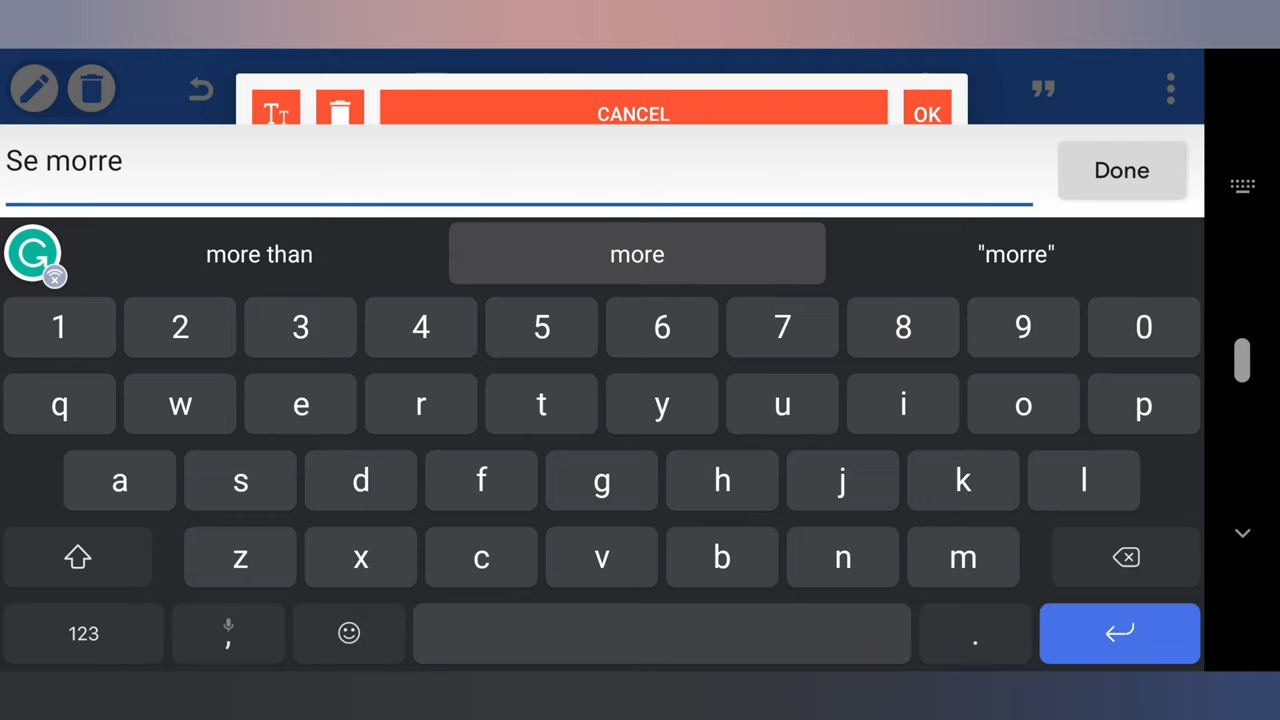 CANCEL
OK
Se morre
Done
more than
more
"morre"
1 2 3 4 5 6 7 8 9 0
q w e r t y u i o p
a s d f g h j k l
z x c v b n m
123 , .